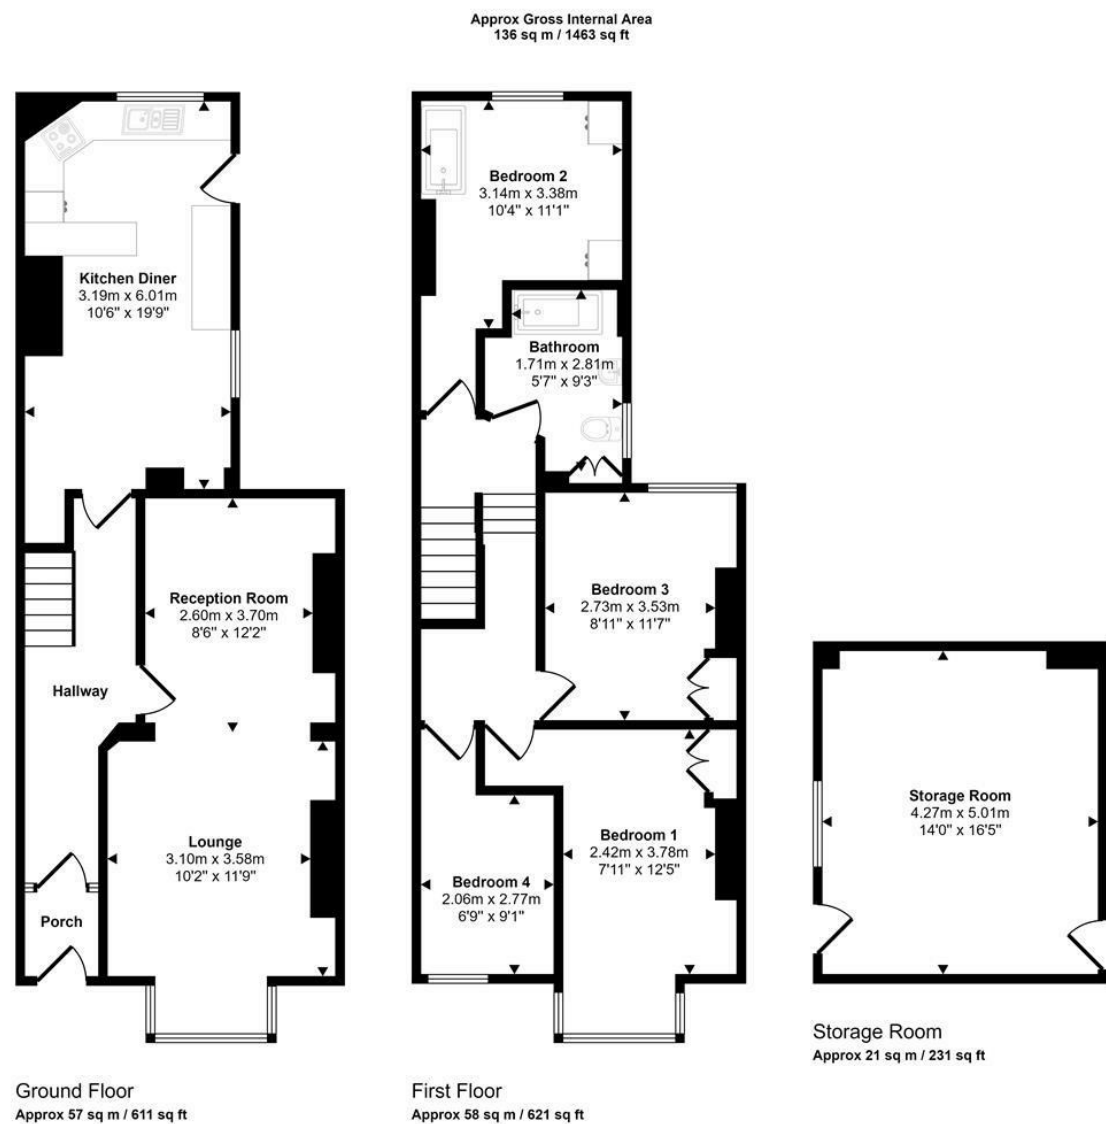 Approx Gross Internal Area
136 sq m / 1463 sq ft
Kitchen Diner
3.19m x 6.01m
10'6" x 19'9"
Reception Room
2.60m x 3.70m
8'6" x 12'2"
Hallway
Lounge
3.10m x 3.58m
10'2" x 11'9"
Porch
Ground Floor
Approx 57 sq m / 611 sq ft
Bedroom 2
3.14m x 3.38m
10'4" x 11'1"
Bathroom
1.71m x 2.81m
5'7" x 9'3"
Bedroom 3
2.73m x 3.53m
8'11" x 11'7"
Bedroom 1
2.42m x 3.78m
7'11" x 12'5"
Bedroom 4
2.06m x 2.77m
6'9" x 9'1"
First Floor
Approx 58 sq m / 621 sq ft
Storage Room
4.27m x 5.01m
14'0" x 16'5"
Storage Room
Approx 21 sq m / 231 sq ft